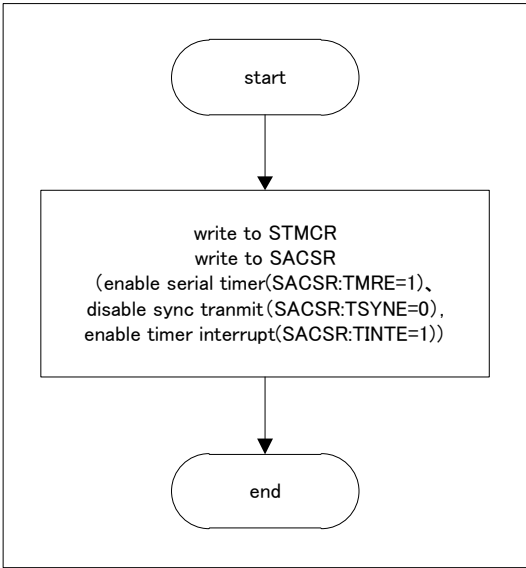 start
write to STMCR
write to SACSR
（enable serial timer(SACSR:TMRE=1)、
disable sync tranmit(SACSR:TSYNE=0),
enable timer interrupt(SACSR:TINTE=1))
end